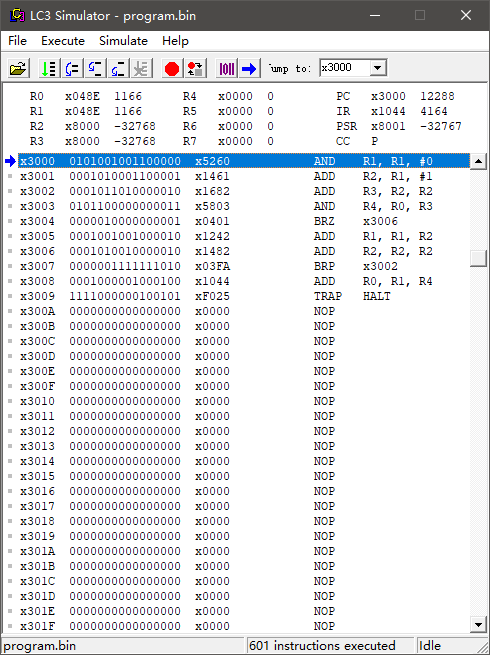 LC3 Simulator - program.bin
File Execute Simulate Help
Jump to: x3000
R0 x048E 1166 R4 x0000 0 PC x3000 12288
R1 x048E 1166 R5 x0000 0 IR x1044 4164
R2 x8000 -32768 R6 x0000 0 PSR x8001 -32767
R3 x8000 -32768 R7 x0000 0 CC P
x3000 0101001001100000 x5260 AND R1, R1, #0
x3001 0001010001100001 x1461 ADD R2, R1, #1
x3002 0001011010000010 x1682 ADD R3, R2, R2
x3003 0101100000000011 x5803 AND R4, R0, R3
x3004 0000010000000001 x0401 BRZ x3006
x3005 0001001001000010 x1242 ADD R1, R1, R2
x3006 0001010010000010 x1482 ADD R2, R2, R2
x3007 0000001111111010 x03FA BRP x3002
x3008 0001000001000100 x1044 ADD R0, R1, R4
x3009 1111000000100101 xF025 TRAP HALT
x300A 0000000000000000 x0000 NOP
x300B 0000000000000000 x0000 NOP
x300C 0000000000000000 x0000 NOP
x300D 0000000000000000 x0000 NOP
x300E 0000000000000000 x0000 NOP
x300F 0000000000000000 x0000 NOP
x3010 0000000000000000 x0000 NOP
x3011 0000000000000000 x0000 NOP
x3012 0000000000000000 x0000 NOP
x3013 0000000000000000 x0000 NOP
x3014 0000000000000000 x0000 NOP
x3015 0000000000000000 x0000 NOP
x3016 0000000000000000 x0000 NOP
x3017 0000000000000000 x0000 NOP
x3018 0000000000000000 x0000 NOP
x3019 0000000000000000 x0000 NOP
x301A 0000000000000000 x0000 NOP
x301B 0000000000000000 x0000 NOP
x301C 0000000000000000 x0000 NOP
x301D 0000000000000000 x0000 NOP
x301E 0000000000000000 x0000 NOP
x301F 0000000000000000 x0000 NOP
program.bin 601 instructions executed Idle